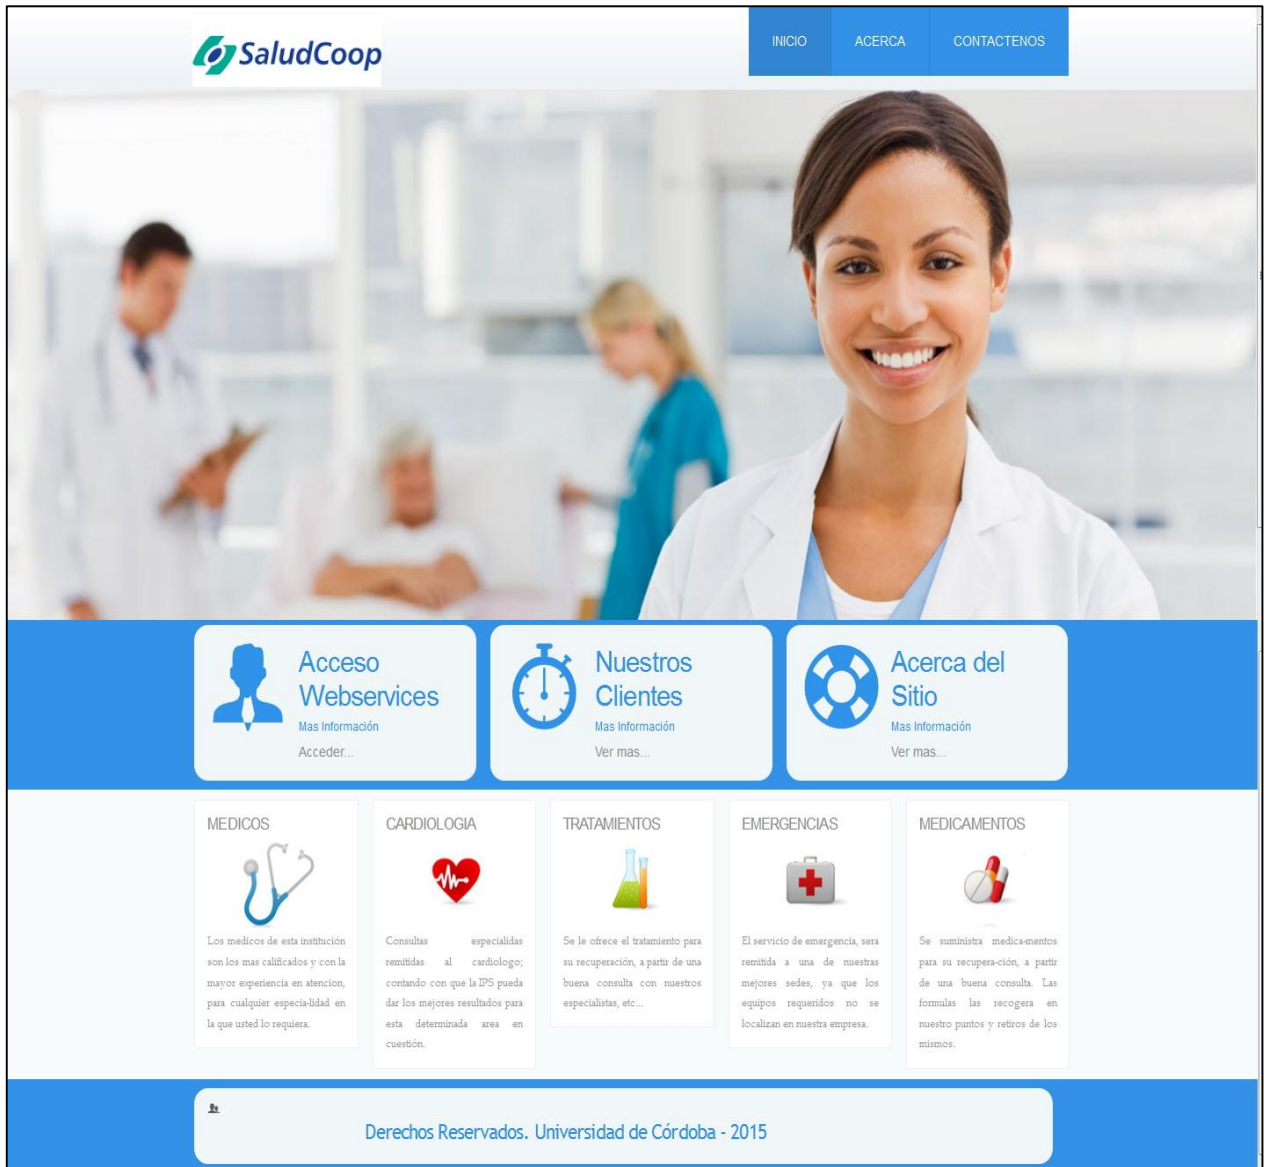 SaludCoop
INICIO ACERCA CONTACTENOS
Acceso
Webservices
Mas Información
Acceder...
Nuestros
Clientes
Mas Información
Ver mas...
Acerca del
Sitio
Mas Información
Ver mas...
MEDICOS
Los medicos de esta institución
son los mas calificados y con la
mayor experiencia en atencion,
para cualquier especia-lidad en
la que usted lo requiera.
CARDIOLOGIA
Consultas especialidas
remitidas al cardiologo;
contando con que la IPS pueda
dar los mejores resultados para
esta determinada area en
cuestión.
TRATAMIENTOS
Se le ofrece el tratamiento para
su recuperación, a partir de una
buena consulta con nuestros
especialistas, etc...
EMERGENCIAS
El servicio de emergencia, sera
remitida a una de nuestras
mejores sedes, ya que los
equipos requeridos no se
localizan en nuestra empresa.
MEDICAMENTOS
Se suministra medica-mentos
para su recupera-ción, a partir
de una buena consulta. Las
formulas las recogera en
nuestro puntos y retiros de los
mismos.
Derechos Reservados. Universidad de Córdoba - 2015